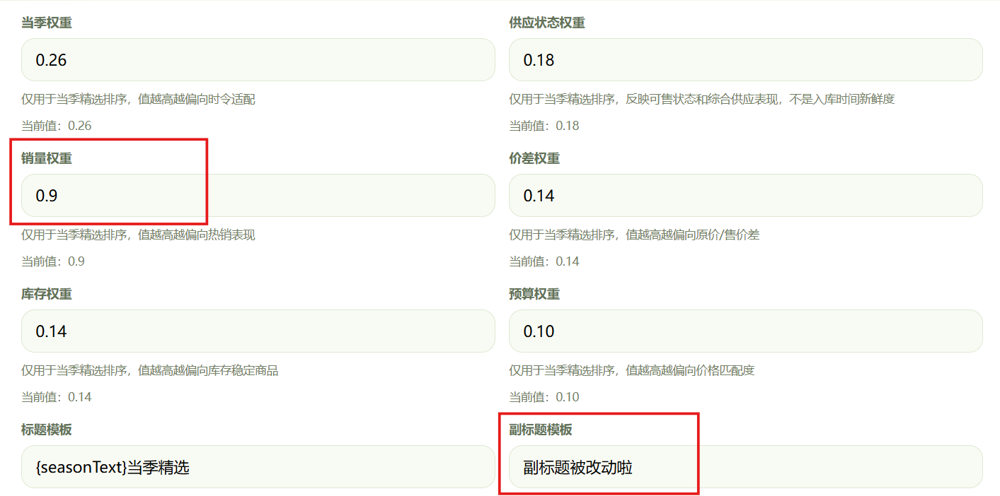 当季权重
供应状态权重
0.26
0.18
仅用于当季精选排序，值越高越偏向时令适配
仅用于当季精选排序，反映可售状态和综合供应表现，不是入库时间新鲜度
当前值：0.26
当前值：0.18
销量权重
价差权重
0.9
0.14
仅用于当季精选排序，值越高越偏向热销表现
仅用于当季精选排序，值越高越偏向原价/售价差
当前值：0.9
当前值：0.14
库存权重
预算权重
0.14
0.10
仅用于当季精选排序，值越高越偏向库存稳定商品
仅用于当季精选排序，值越高越偏向价格匹配度
当前值：0.14
当前值：0.10
标题模板
副标题模板
{seasonText}当季精选
副标题被改动啦